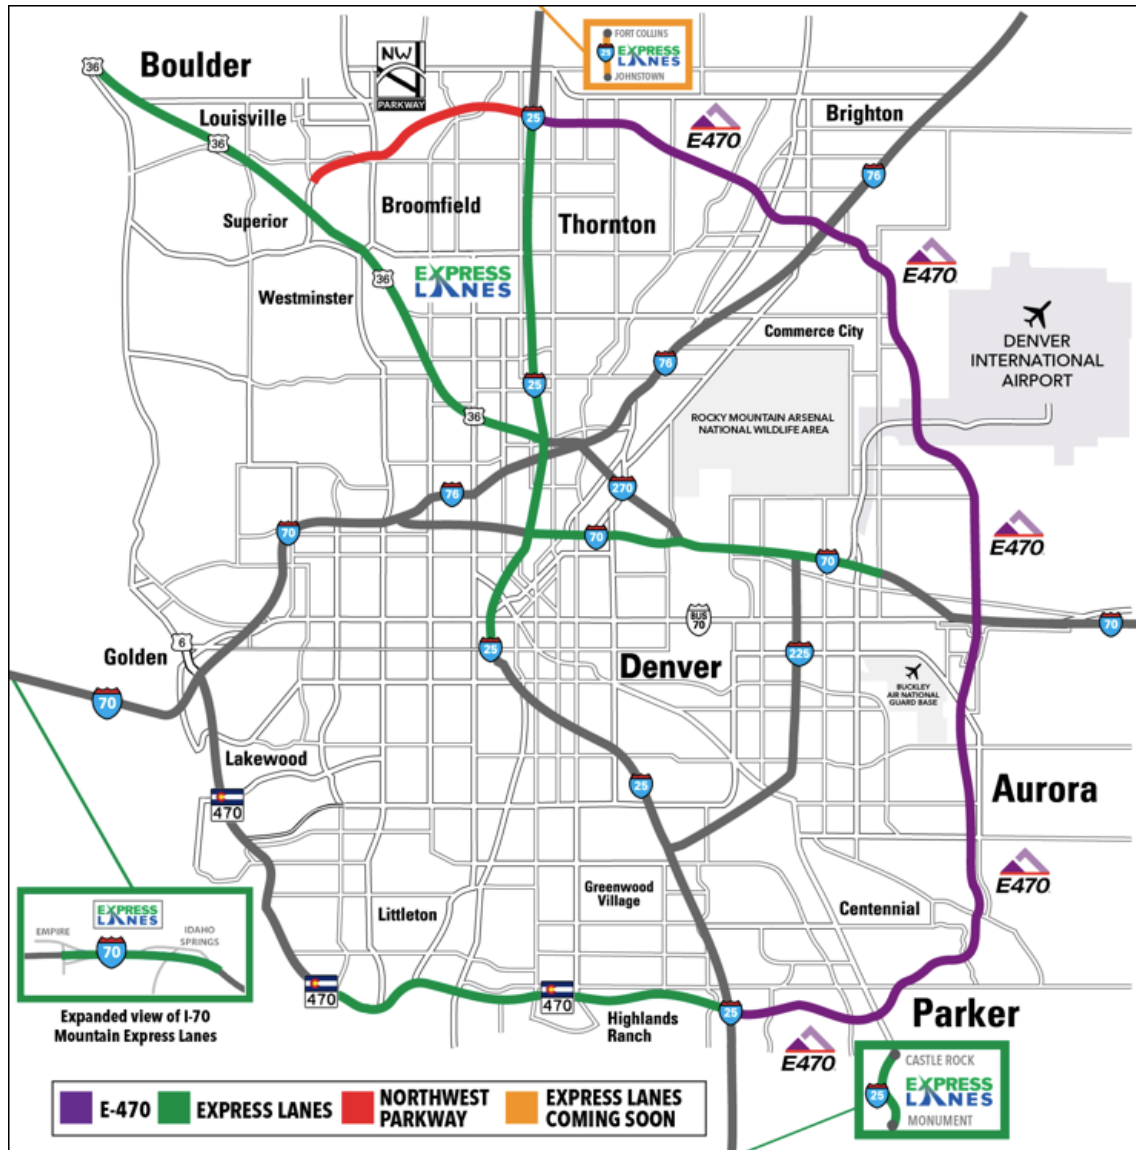 FORT COLLINS
25
EXPRESS
LANES
JOHNSTOWN
NW
PARKWAY
36
Boulder
Louisville
36
25
E470
Brighton
76
Superior
Broomfield
Thornton
E470
36
EXPRESS
LANES
Westminster
Commerce City
DENVER
INTERNATIONAL
AIRPORT
76
25
36
ROCKY MOUNTAIN ARSENAL
NATIONAL WILDLIFE AREA
76
270
70
70
70
E470
BUS
70
70
6
Golden
25
Denver
225
BUCKLEY
AIR NATIONAL
GUARD BASE
70
Lakewood
470
25
Aurora
E470
Greenwood
Village
Centennial
Littleton
EXPRESS
LANES
EMPIRE
70
IDAHO
SPRINGS
470
470
25
Highlands
Ranch
Parker
Expanded view of I-70
Mountain Express Lanes
E470
CASTLE ROCK
25
EXPRESS
LANES
MONUMENT
E-470
EXPRESS LANES
NORTHWEST
PARKWAY
EXPRESS LANES
COMING SOON